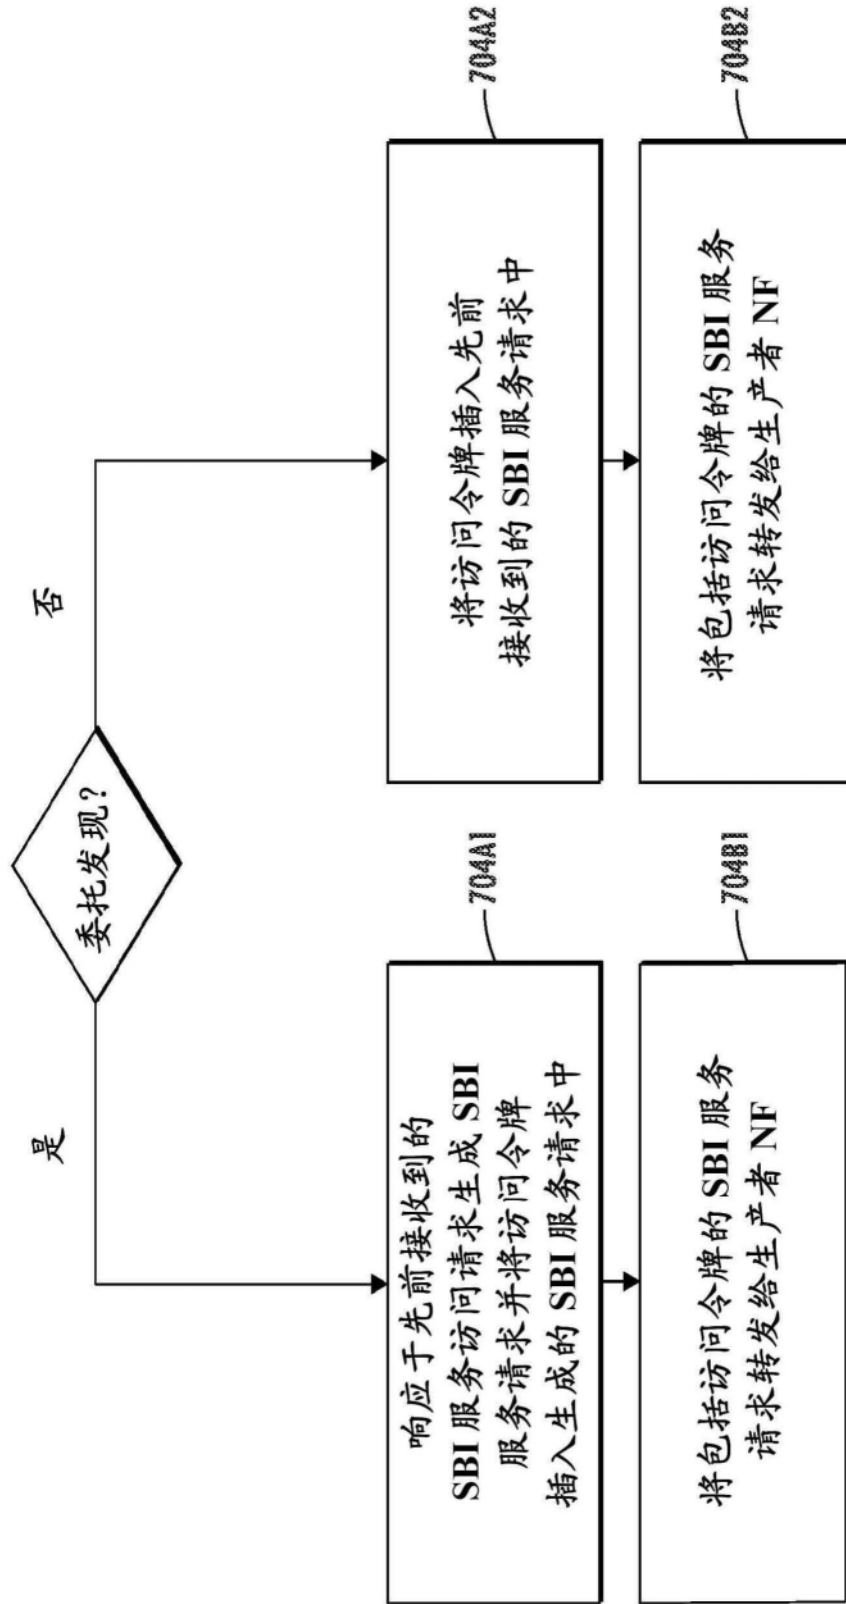 委托发现?
是
否
响应于先前接收到的
SBI 服务访问请求生成 SBI
服务请求并将访问令牌
插入生成的 SBI 服务请求中
704A1
将访问令牌插入先前
接收到的 SBI 服务请求中
704A2
将包括访问令牌的 SBI 服务
请求转发给生产者 NF
704B1
将包括访问令牌的 SBI 服务
请求转发给生产者 NF
704B2